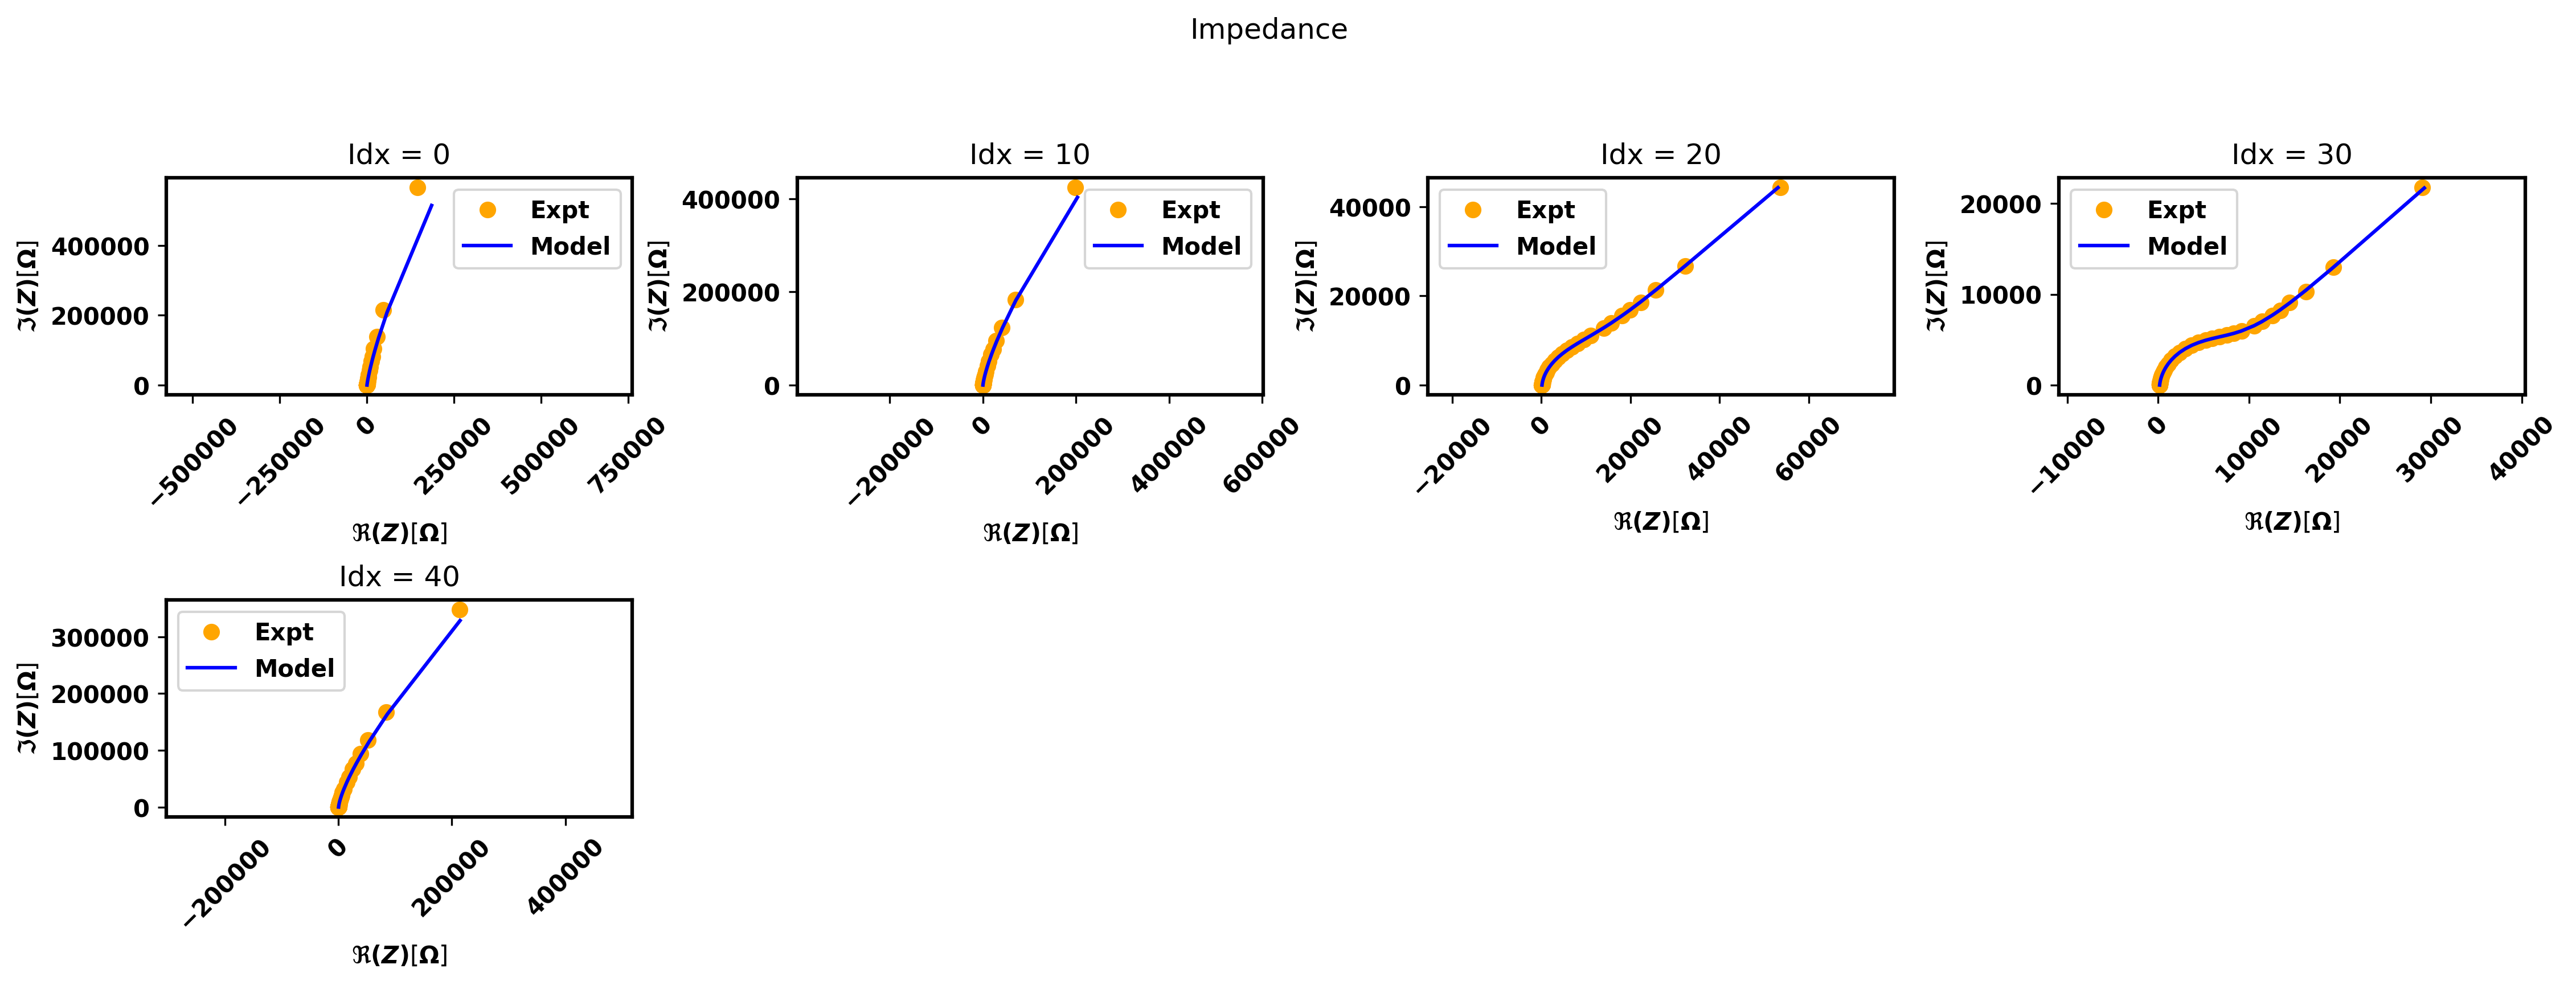 Impedance
Idx = 0
Expt
Model
400000
200000
0
ℑ(Z)[Ω]
−500000
−250000
0
250000
500000
750000
ℜ(Z)[Ω]
Idx = 10
Expt
Model
400000
200000
0
ℑ(Z)[Ω]
−200000
0
200000
400000
600000
ℜ(Z)[Ω]
Idx = 20
Expt
Model
40000
20000
0
ℑ(Z)[Ω]
−20000
0
20000
40000
60000
ℜ(Z)[Ω]
Idx = 30
Expt
Model
20000
10000
0
ℑ(Z)[Ω]
−10000
0
10000
20000
30000
40000
ℜ(Z)[Ω]
Idx = 40
Expt
Model
300000
200000
100000
0
ℑ(Z)[Ω]
−200000
0
200000
400000
ℜ(Z)[Ω]